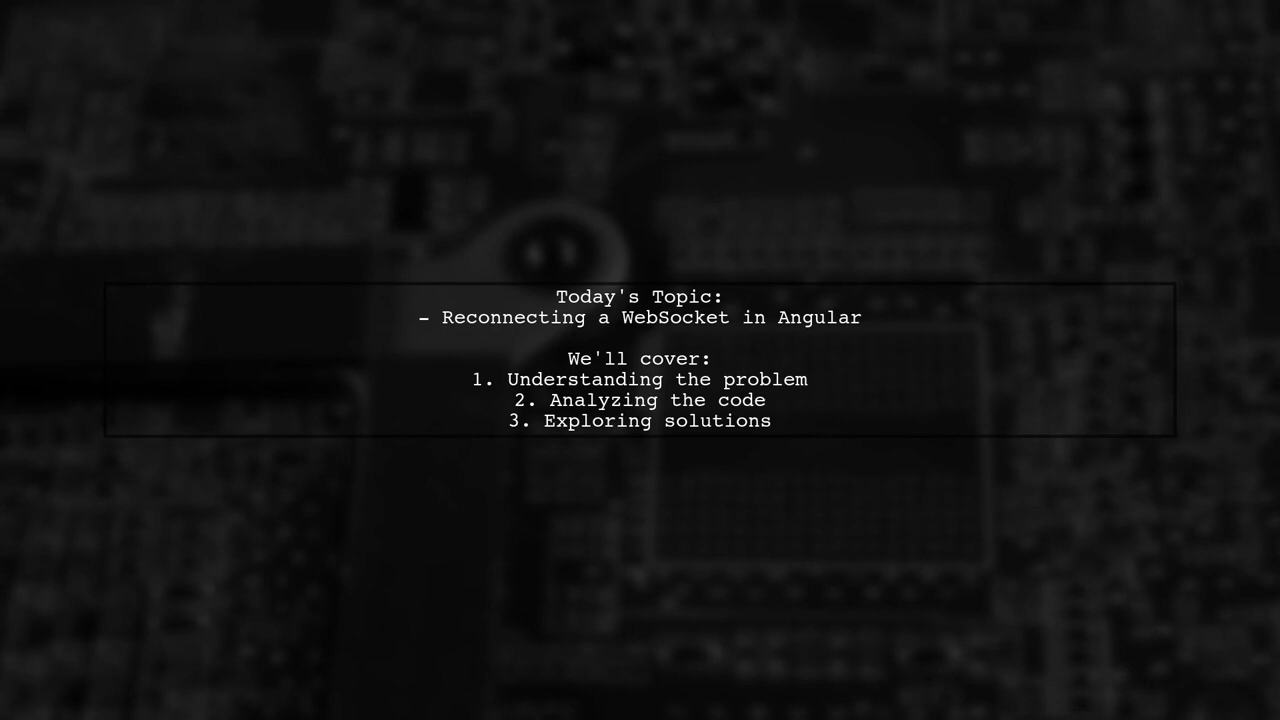 Today's Topic:
– Reconnecting a WebSocket in Angular
We'll cover:
1. Understanding the problem
2. Analyzing the code
3. Exploring solutions